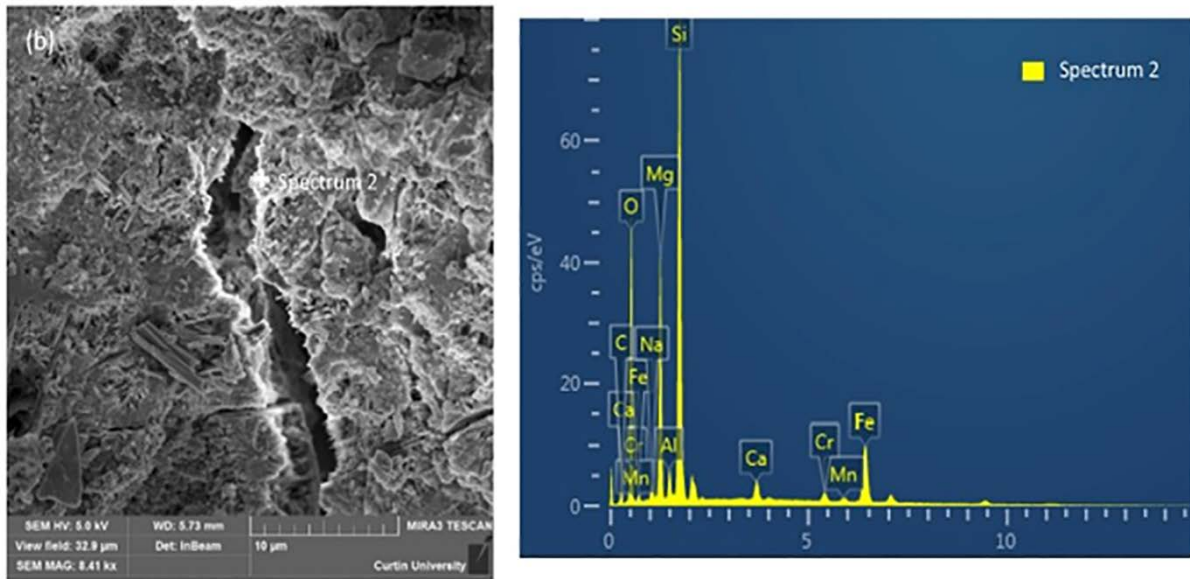 (b)
Spectrum 2
SEM HV: 5.0 kV WD: 5.73 mm MIRA3 TESCAN
View field: 32.9 µm Det: InBeam 10 µm
SEM MAG: 8.41 kx Curtin University
Spectrum 2
Si
60
Mg
O
cps/eV
40
C Na
Fe
20
Ca
Cr Al Cr Fe
Mn Ca Mn
0
0 5 10